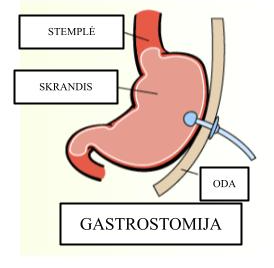 STEMPLĖ
SKRANDIS
ODA
GASTROSTOMIJA